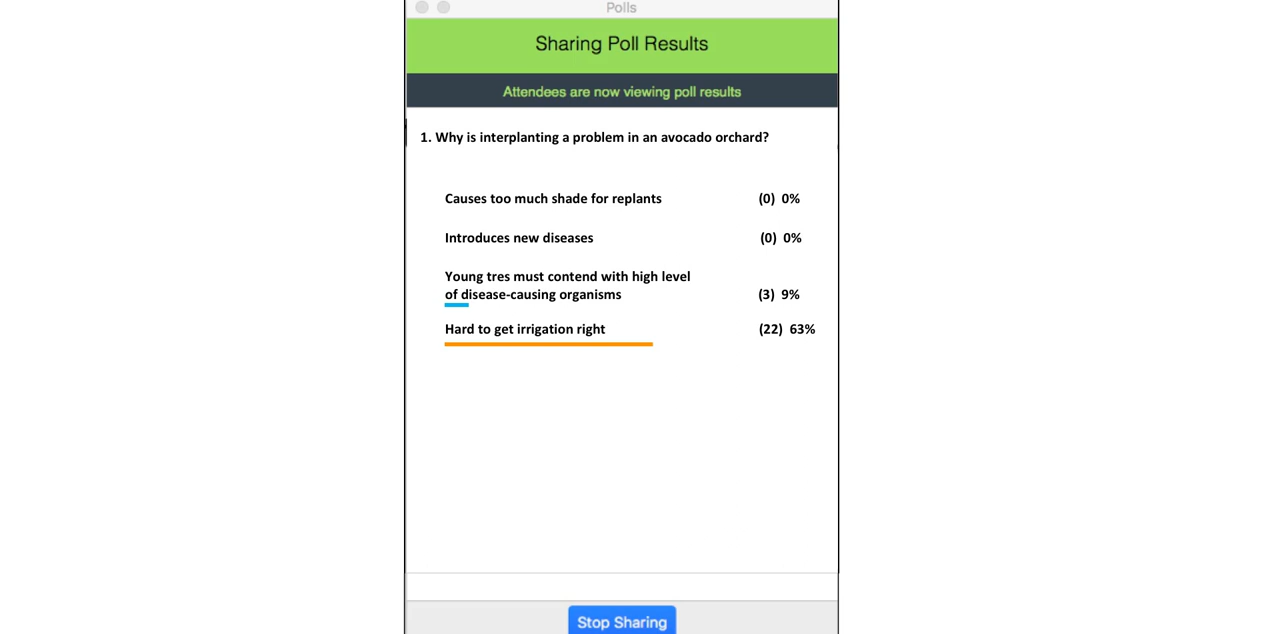 Polls
Sharing Poll Results
Attendees are now viewing poll results
1. Why is interplanting a problem in an avocado orchard?
Causes too much shade for replants (0) 0%
Introduces new diseases (0) 0%
Young tres must contend with high level
of disease-causing organisms (3) 9%
Hard to get irrigation right (22) 63%
Stop Sharing